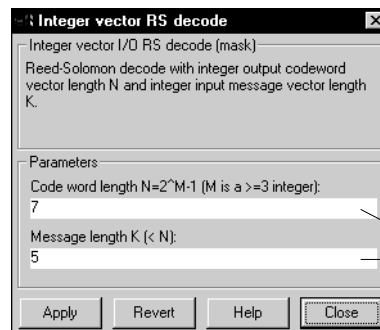 Integer vector RS decode
Integer vector I/O RS decode (mask)
Reed-Solomon decode with integer output codeword
vector length N and integer input message vector length
K.
Parameters
Code word length N=2^M-1 (M is a >=3 integer):
7
Message length K (< N):
5
Apply Revert Help Close